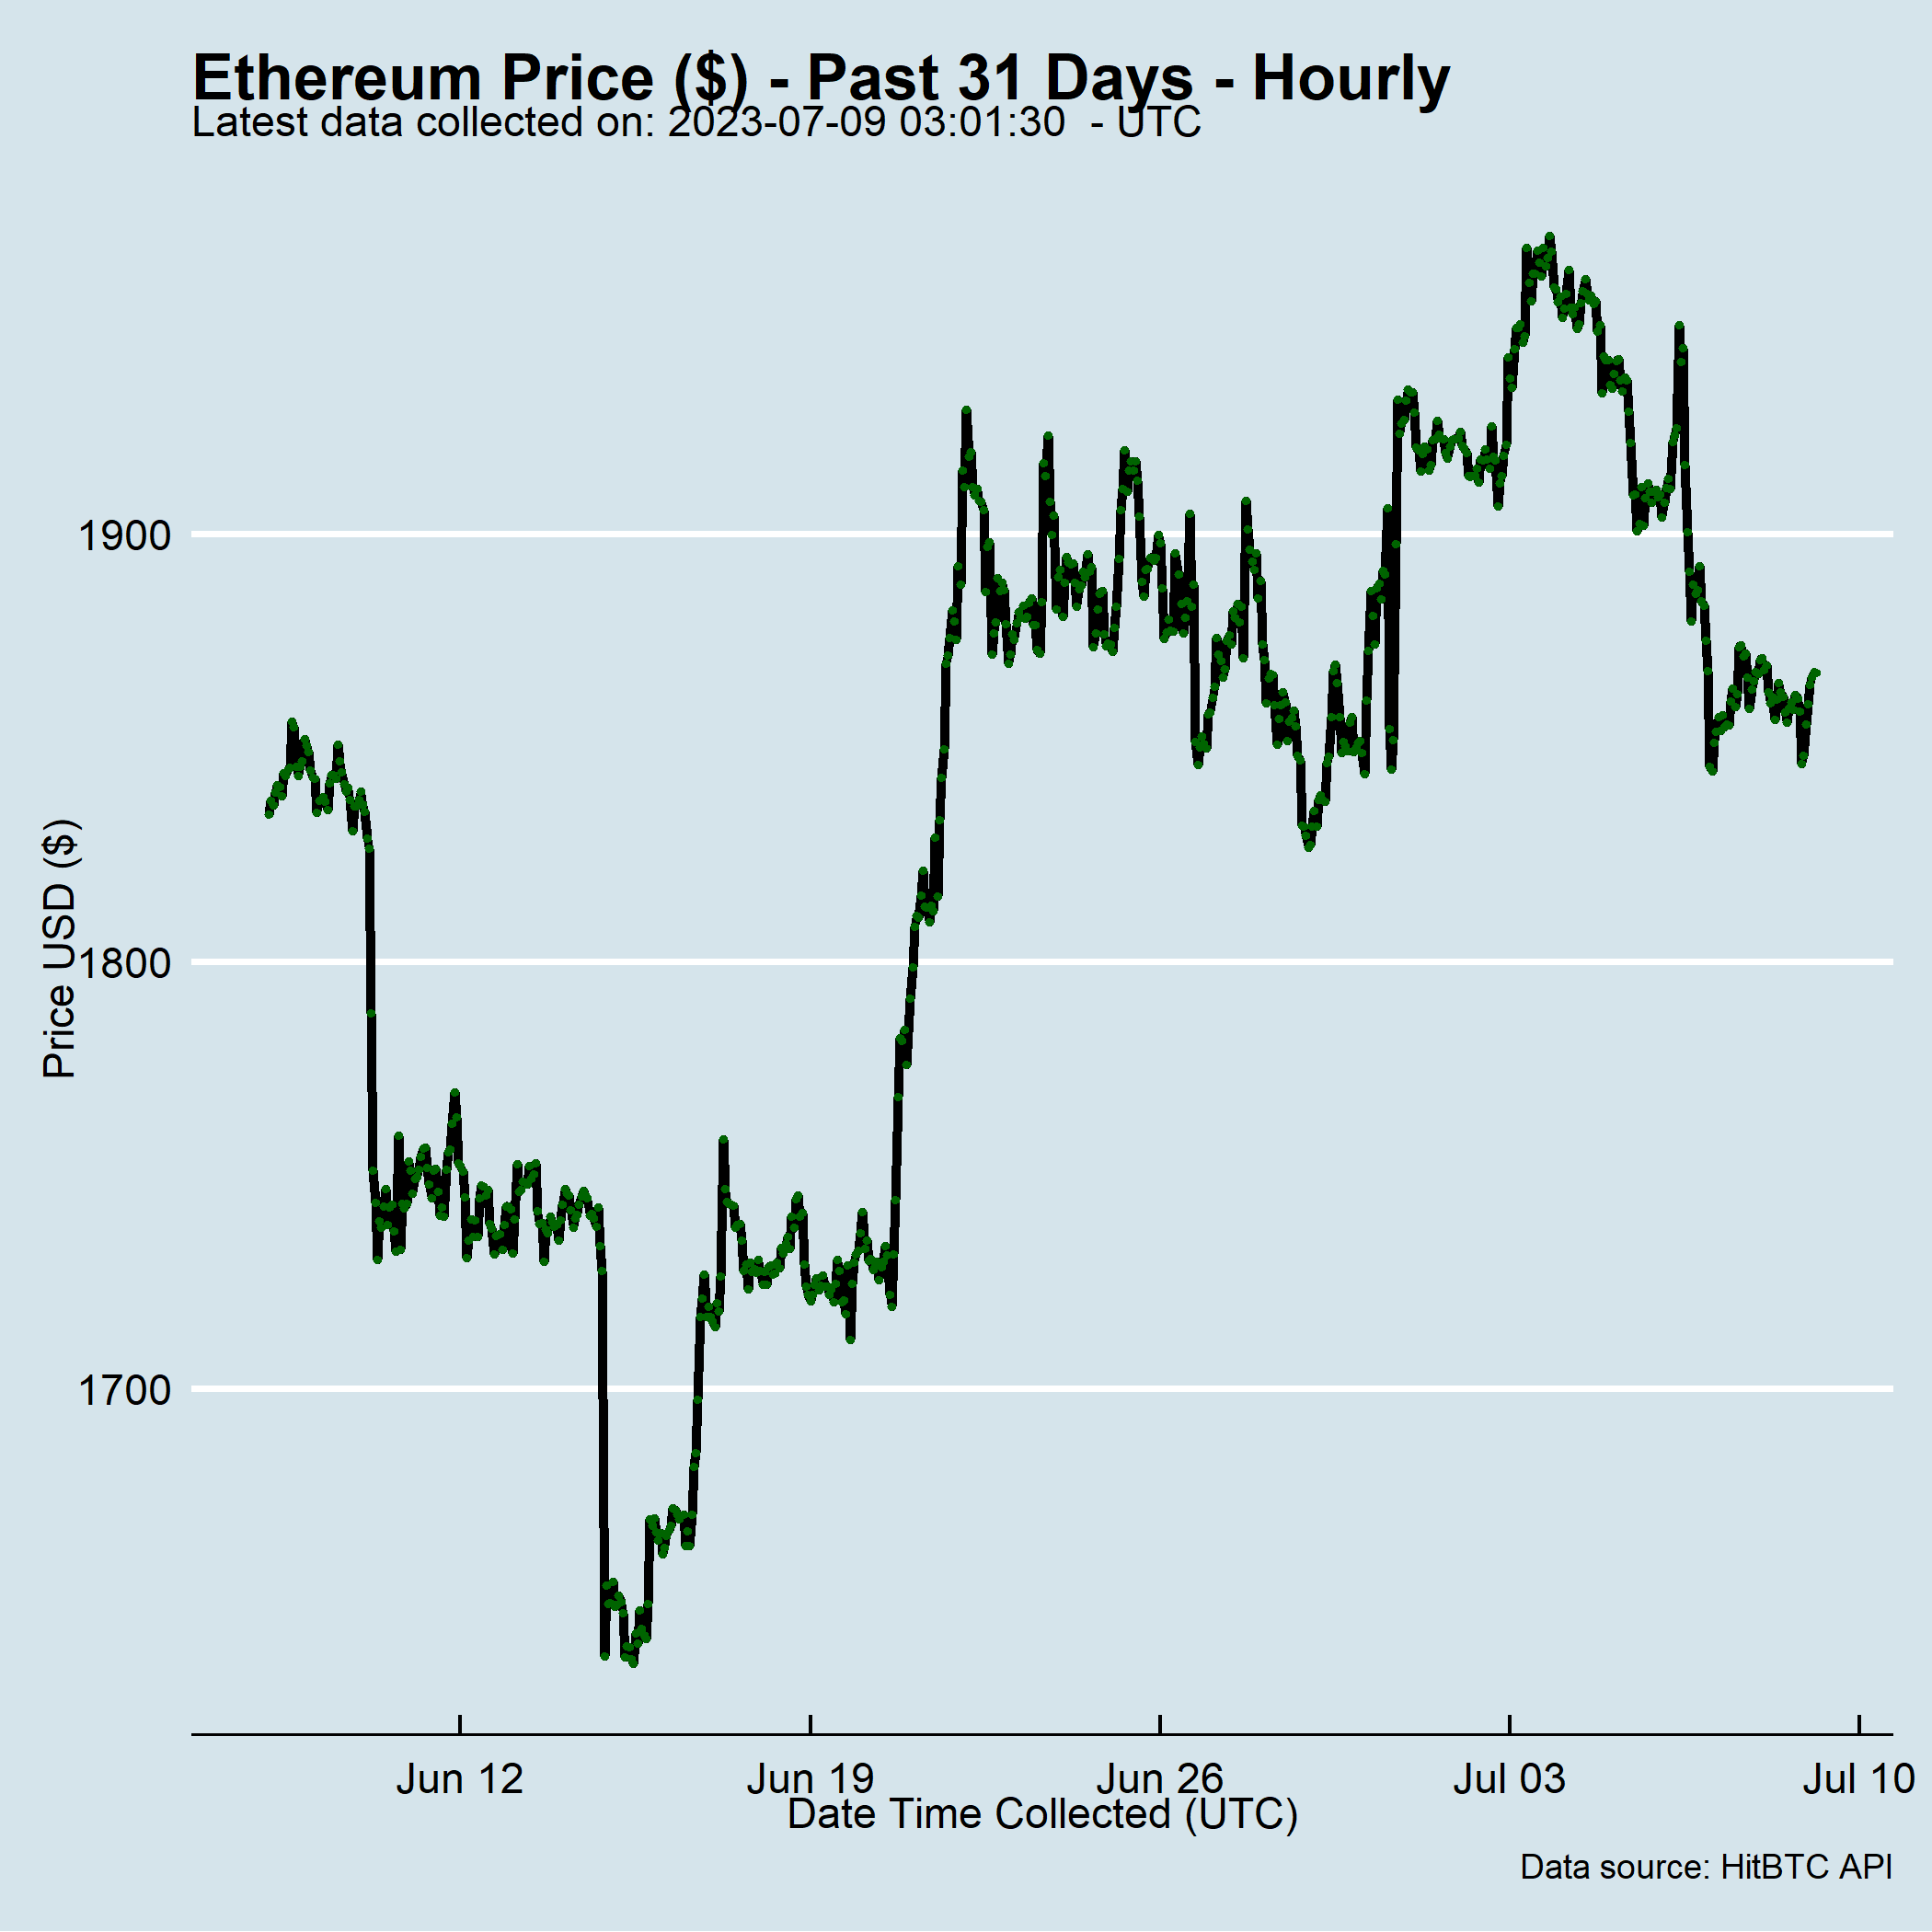 Ethereum Price ($) - Past 31 Days - Hourly
Latest data collected on: 2023-07-09 03:01:30  - UTC
Price USD ($)
1900
1800
1700
Jun 12
Jun 19
Jun 26
Jul 03
Jul 10
Date Time Collected (UTC)
Data source: HitBTC API